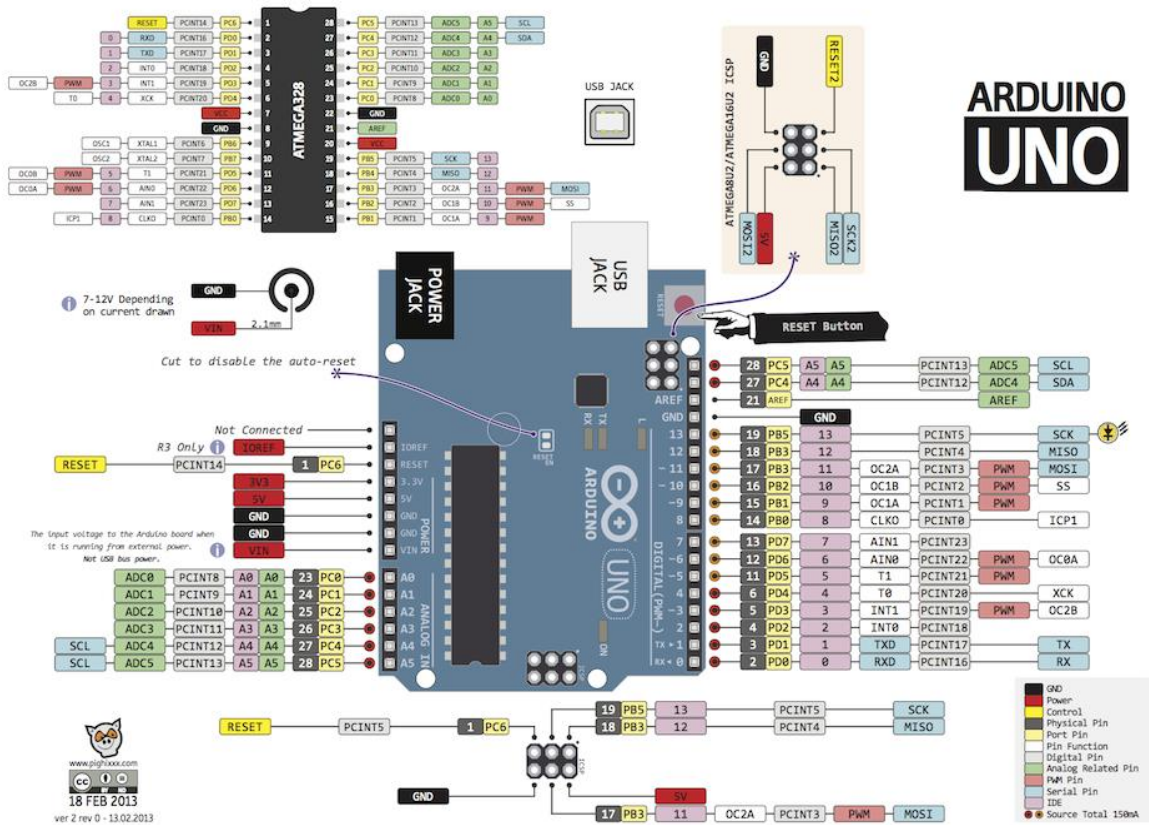 RESET PCINT14 PC6 1
0 RXD PCINT16 PD0 2
1 TXD PCINT17 PD1 3
2 INT0 PCINT18 PD2 4
OC2B PWM 3 INT1 PCINT19 PD3 5
T0 4 XCK PCINT20 PD4 6
VCC 7
GND 8
OSC1 XTAL1 PCINT6 PB6 9
OSC2 XTAL2 PCINT7 PB7 10
OC0B PWM 5 T1 PCINT21 PD5 11
OC0A PWM 6 AIN0 PCINT22 PD6 12
7 AIN1 PCINT23 PD7 13
ICP1 8 CLKO PCINT0 PB0 14
ATMEGA328
28 PC5 PCINT13 ADC5 A5 SCL
27 PC4 PCINT12 ADC4 A4 SDA
26 PC3 PCINT11 ADC3 A3
25 PC2 PCINT10 ADC2 A2
24 PC1 PCINT9 ADC1 A1
23 PC0 PCINT8 ADC0 A0
22 GND
21 AREF
20 VCC
19 PB5 PCINT5 SCK 13
18 PB4 PCINT4 MISO 12
17 PB3 PCINT3 OC2A 11 PWM MOSI
16 PB2 PCINT2 OC1B 10 PWM SS
15 PB1 PCINT1 OC1A 9 PWM
USB JACK
ATMEGA8U2/ATMEGA16U2 ICSP
GND
RESET2
MOSI2
5V
MISO2
SCK2
ARDUINO
UNO
GND
VIN
2.1mm
7-12V Depending
on current drawn
POWER
JACK
USB
JACK
RESET
RESET Button
Cut to disable the auto-reset
Not Connected
R3 Only IOREF
RESET PCINT14 1 PC6
3V3
5V
GND
GND
VIN
The input voltage to the Arduino board when
it is running from external power.
Not USB bus power.
ADC0 PCINT8 A0 A0 23 PC0
ADC1 PCINT9 A1 A1 24 PC1
ADC2 PCINT10 A2 A2 25 PC2
ADC3 PCINT11 A3 A3 26 PC3
SCL ADC4 PCINT12 A4 A4 27 PC4
SCL ADC5 PCINT13 A5 A5 28 PC5
IOREF
RESET
3.3V
5V
GND
GND
VIN
POWER
A0
A1
A2
A3
A4
A5
ANALOG IN
RESET
EN
RX
TX
L
ARDUINO
UNO
ON
ICSP
AREF
GND
13
12
~11
~10
~9
8
7
~6
~5
4
~3
2
TX ▸ 1
RX ◂ 0
DIGITAL(PWM~)
28 PC5 A5 A5 PCINT13 ADC5 SCL
27 PC4 A4 A4 PCINT12 ADC4 SDA
21 AREF AREF
GND
19 PB5 13 PCINT5 SCK
18 PB3 12 PCINT4 MISO
17 PB3 11 OC2A PCINT3 PWM MOSI
16 PB2 10 OC1B PCINT2 PWM SS
15 PB1 9 OC1A PCINT1 PWM
14 PB0 8 CLKO PCINT0 ICP1
13 PD7 7 AIN1 PCINT23
12 PD6 6 AIN0 PCINT22 PWM OC0A
11 PD5 5 T1 PCINT21 PWM
6 PD4 4 T0 PCINT20 XCK
5 PD3 3 INT1 PCINT19 PWM OC2B
4 PD2 2 INT0 PCINT18
3 PD1 1 TXD PCINT17 TX
2 PD0 0 RXD PCINT16 RX
RESET PCINT5 1 PC6
19 PB5 13 PCINT5 SCK
18 PB3 12 PCINT4 MISO
ICSP
GND
5V
17 PB3 11 OC2A PCINT3 PWM MOSI
www.pighixxx.com
cc
BY ND
18 FEB 2013
ver 2 rev 0 - 13.02.2013
GND
Power
Control
Physical Pin
Port Pin
Pin Function
Digital Pin
Analog Related Pin
PWM Pin
Serial Pin
IDE
Source Total 150mA